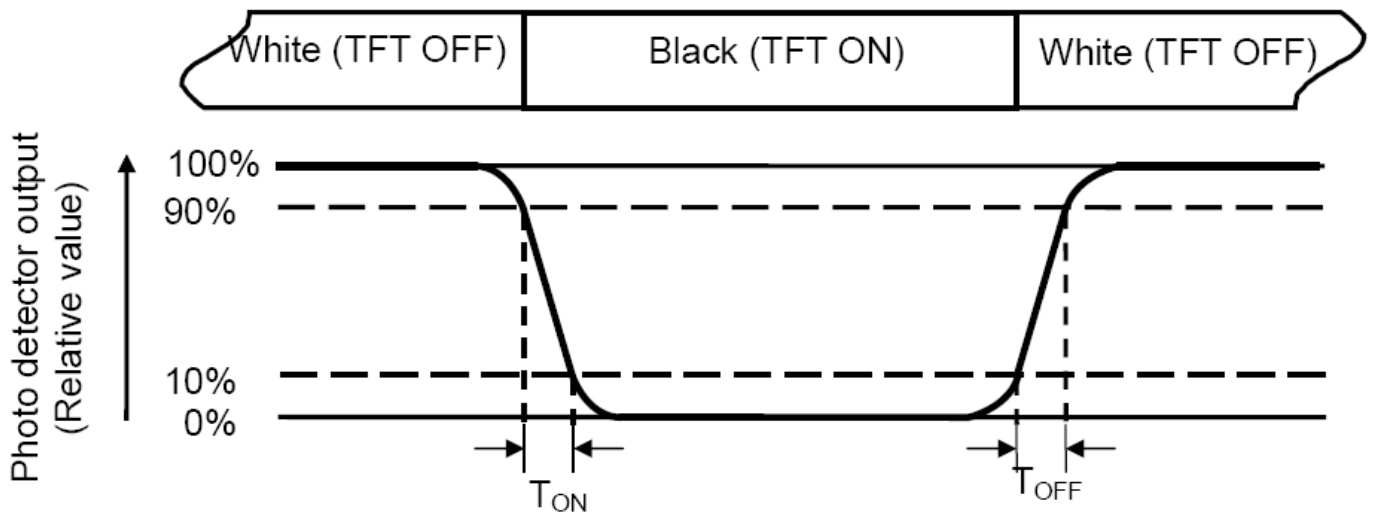 White (TFT OFF)
Black (TFT ON)
White (TFT OFF)
Photo detector output
(Relative value)
100%
90%
10%
0%
TON
TOFF